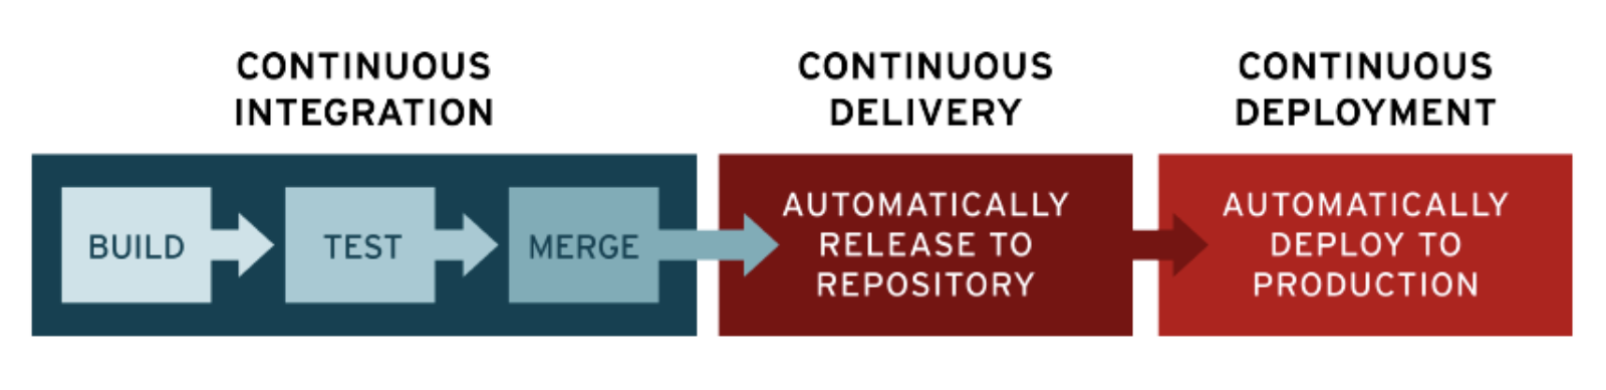 CONTINUOUS
INTEGRATION
BUILD
TEST
MERGE
CONTINUOUS
DELIVERY
AUTOMATICALLY
RELEASE TO
REPOSITORY
CONTINUOUS
DEPLOYMENT
AUTOMATICALLY
DEPLOY TO
PRODUCTION